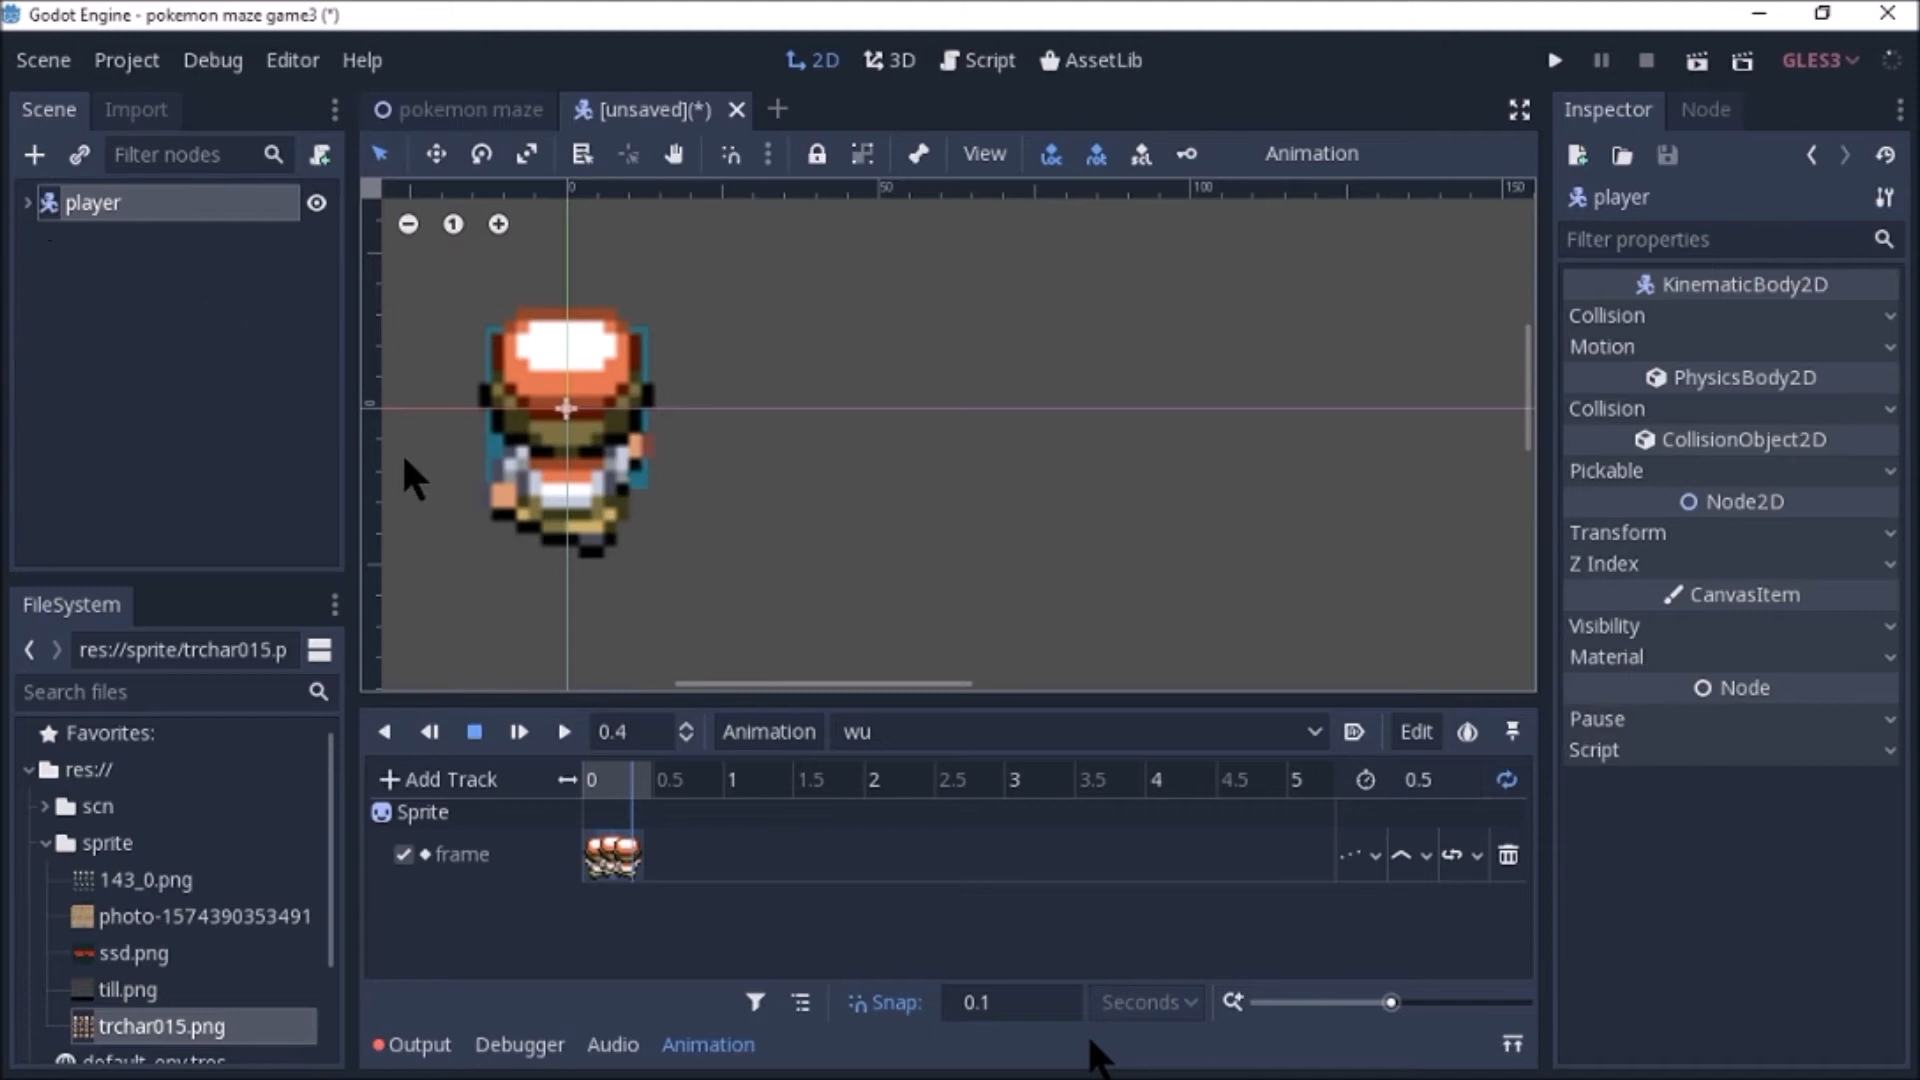 Godot Engine - pokemon maze game3 (*)
Scene Project Debug Editor Help
2D 3D Script AssetLib
GLES3
Scene Import
Filter nodes
player
pokemon maze [unsaved](*)
View Animation
0 50 100 150
0
Inspector Node
player
Filter properties
KinematicBody2D
Collision
Motion
PhysicsBody2D
Collision
CollisionObject2D
Pickable
Node2D
Transform
Z Index
CanvasItem
Visibility
Material
Node
Pause
Script
FileSystem
res://sprite/trchar015.p
Search files
Favorites:
res://
scn
sprite
143_0.png
photo-1574390353491
ssd.png
till.png
trchar015.png
default_env.tres
0.4 Animation wu Edit
Add Track 0 0.5 1 1.5 2 2.5 3 3.5 4 4.5 5 0.5
Sprite
frame
Snap: 0.1 Seconds
Output Debugger Audio Animation